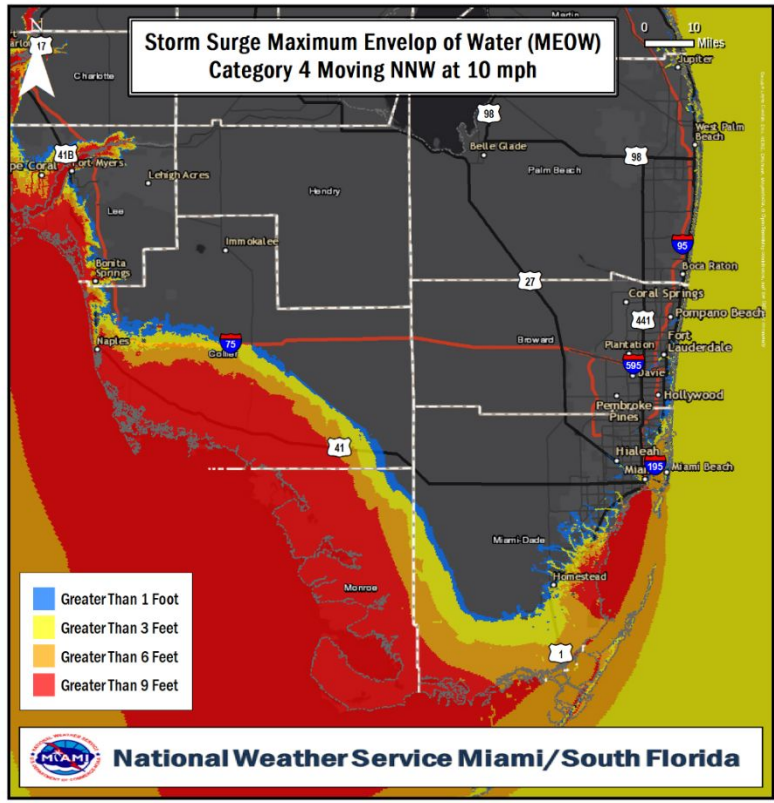 Storm Surge Maximum Envelop of Water (MEOW)
Category 4 Moving NNW at 10 mph
N
0 10
Miles
Martin
Jupiter
17
Charlotte
98
Belle Glade
West Palm
Beach
98
Palm Beach
41B
pe Coral
Fort Myers
Lehigh Acres
Hendry
Lee
Immokalee
95
Boca Raton
Bonita
Springs
27
Coral Springs
441
Pompano Beach
Naples
75
Collier
Broward
Plantation
Fort
Lauderdale
595
Davie
Hollywood
Pembroke
Pines
41
Hialeah
195
Miami Beach
Miami-Dade
Homestead
Monroe
1
Greater Than 1 Foot
Greater Than 3 Feet
Greater Than 6 Feet
Greater Than 9 Feet
MIAMI
National Weather Service Miami/South Florida